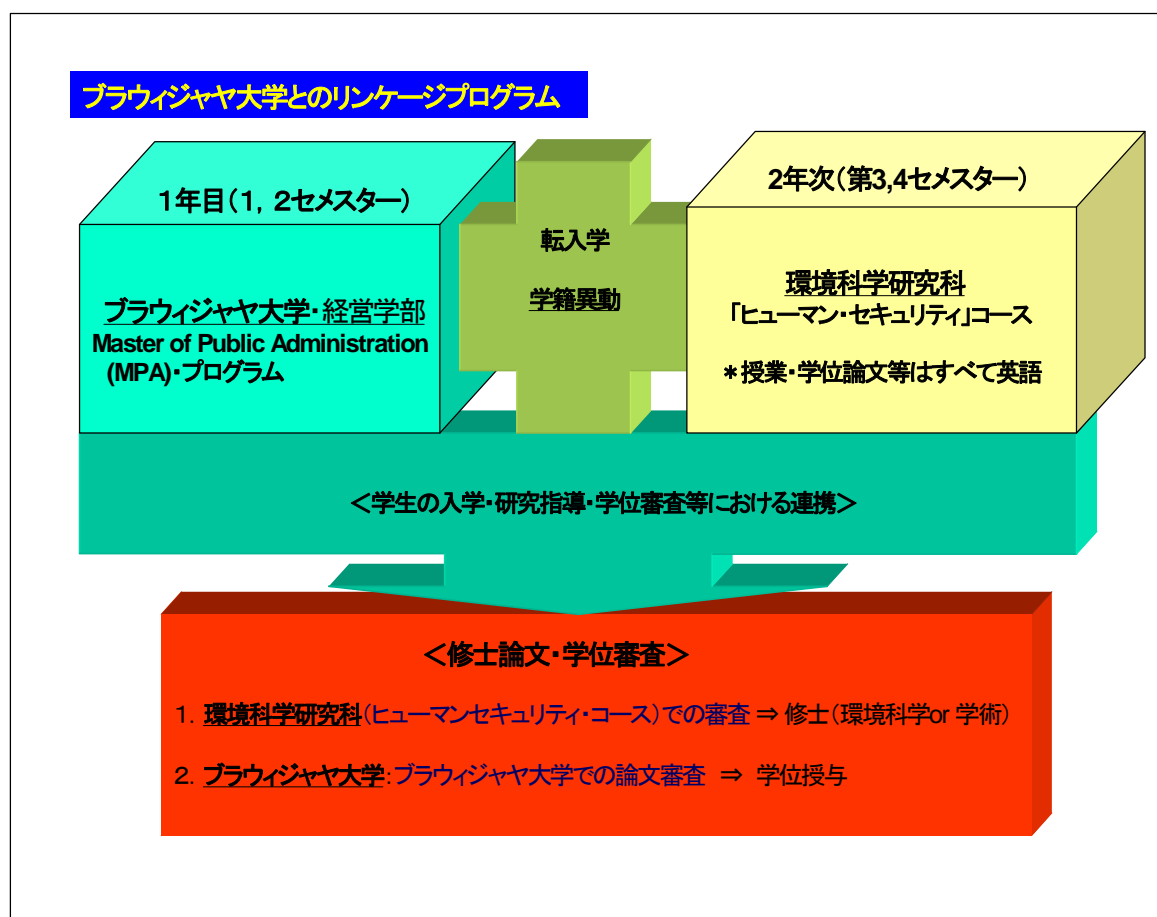 ブラウィジャヤ大学とのリンケージプログラム
1年目(1, 2セメスター)
ブラウィジャヤ大学・経営学部
Master of Public Administration
(MPA)・プログラム
転入学
学籍異動
2年次(第3,4セメスター)
環境科学研究科
「ヒューマン・セキュリティ」コース
*授業・学位論文等はすべて英語
<学生の入学・研究指導・学位審査等における連携>
<修士論文・学位審査>
1. 環境科学研究科(ヒューマンセキュリティ・コース)での審査 ⇒ 修士(環境科学or 学術)
2. ブラウィジャヤ大学:ブラウィジャヤ大学での論文審査 ⇒ 学位授与